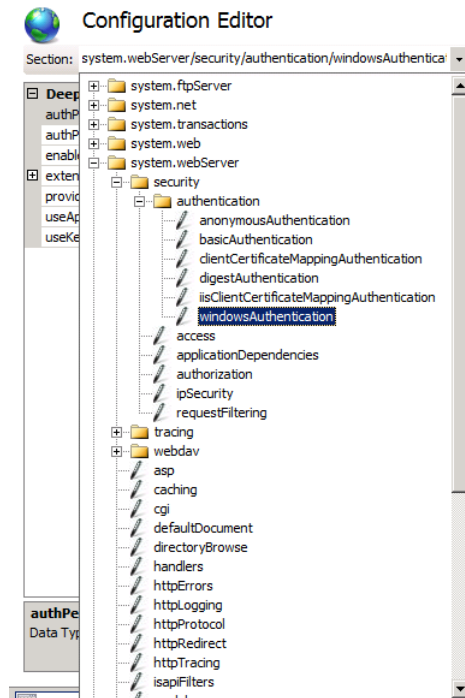 Configuration Editor
Section: system.webServer/security/authentication/windowsAuthentica
Deep
authP
authP
enabl
exten
provid
useAp
useKe
system.ftpServer
system.net
system.transactions
system.web
system.webServer
security
authentication
anonymousAuthentication
basicAuthentication
clientCertificateMappingAuthentication
digestAuthentication
iisClientCertificateMappingAuthentication
windowsAuthentication
access
applicationDependencies
authorization
ipSecurity
requestFiltering
tracing
webdav
asp
caching
cgi
defaultDocument
directoryBrowse
handlers
httpErrors
httpLogging
httpProtocol
httpRedirect
httpTracing
isapiFilters
authPe
Data Typ